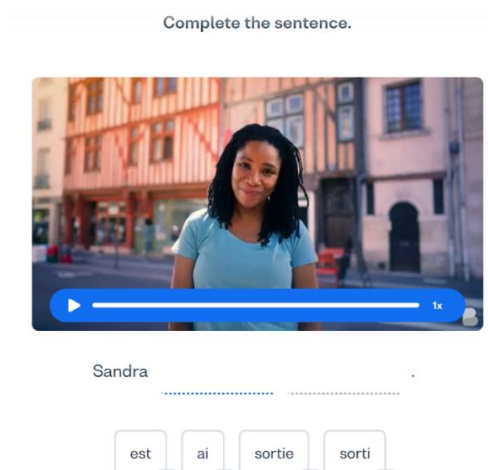 Complete the sentence.
1x
Sandra .
est ai sortie sorti